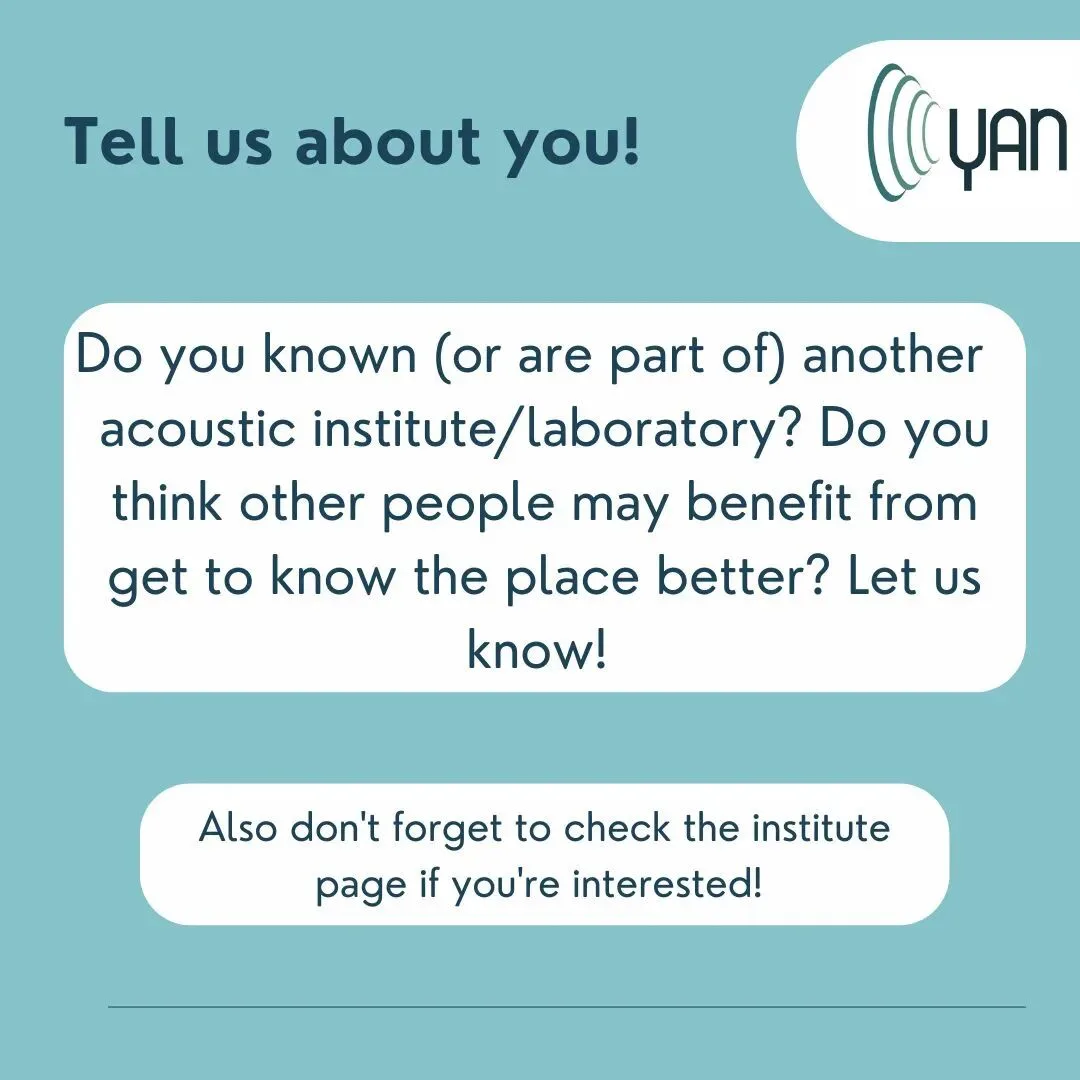 Tell us about you!
YAN
Do you known (or are part of) another
acoustic institute/laboratory? Do you
think other people may benefit from
get to know the place better? Let us
know!
Also don't forget to check the institute
page if you're interested!